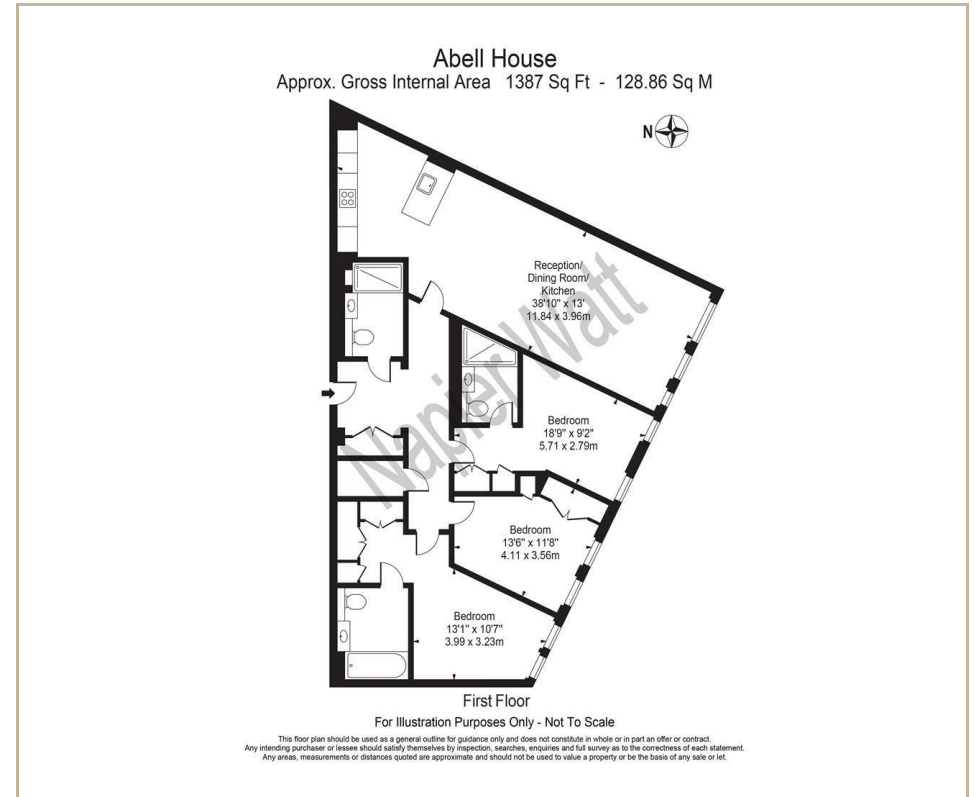 Abell House
Approx. Gross Internal Area 1387 Sq Ft - 128.86 Sq M
N
Reception/
Dining Room/
Kitchen
38'10" x 13'
11.84 x 3.96m
Napier Watt
Bedroom
18'9" x 9'2"
5.71 x 2.79m
Bedroom
13'6" x 11'8"
4.11 x 3.56m
Bedroom
13'1" x 10'7"
3.99 x 3.23m
First Floor
For Illustration Purposes Only - Not To Scale
This floor plan should be used as a general outline for guidance only and does not constitute in whole or in part an offer or contract.
Any intending purchaser or lessee should satisfy themselves by inspection, searches, enquiries and full survey as to the correctness of each statement.
Any areas, measurements or distances quoted are approximate and should not be used to value a property or be the basis of any sale or let.